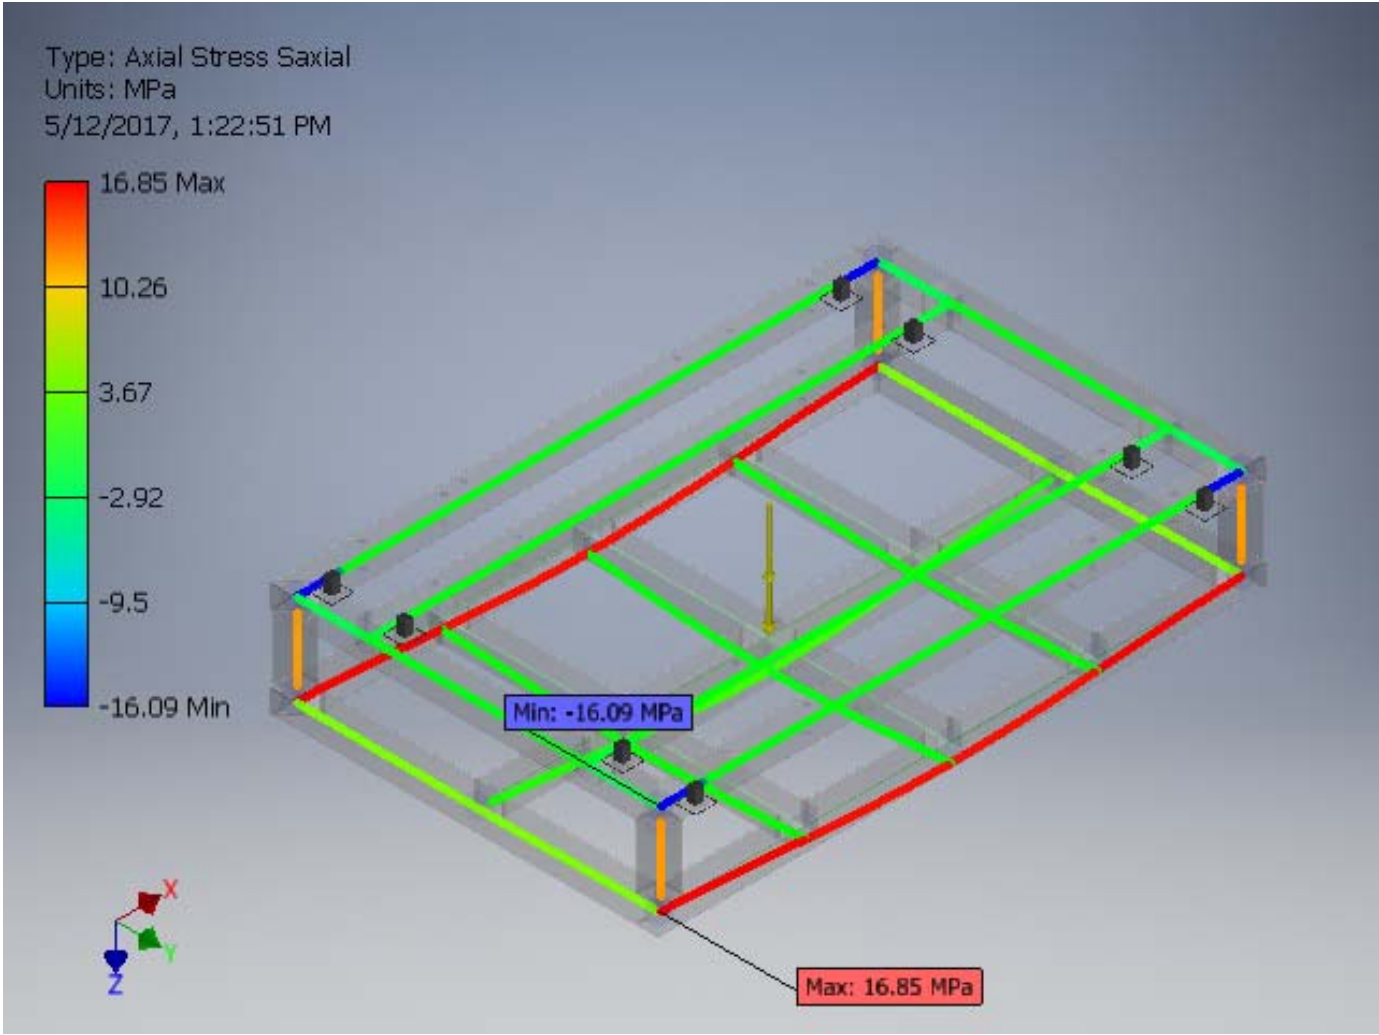 Type: Axial Stress Saxial
Units: MPa
5/12/2017, 1:22:51 PM
16.85 Max
10.26
3.67
-2.92
-9.5
-16.09 Min
Min: -16.09 MPa
Max: 16.85 MPa
X
Y
Z